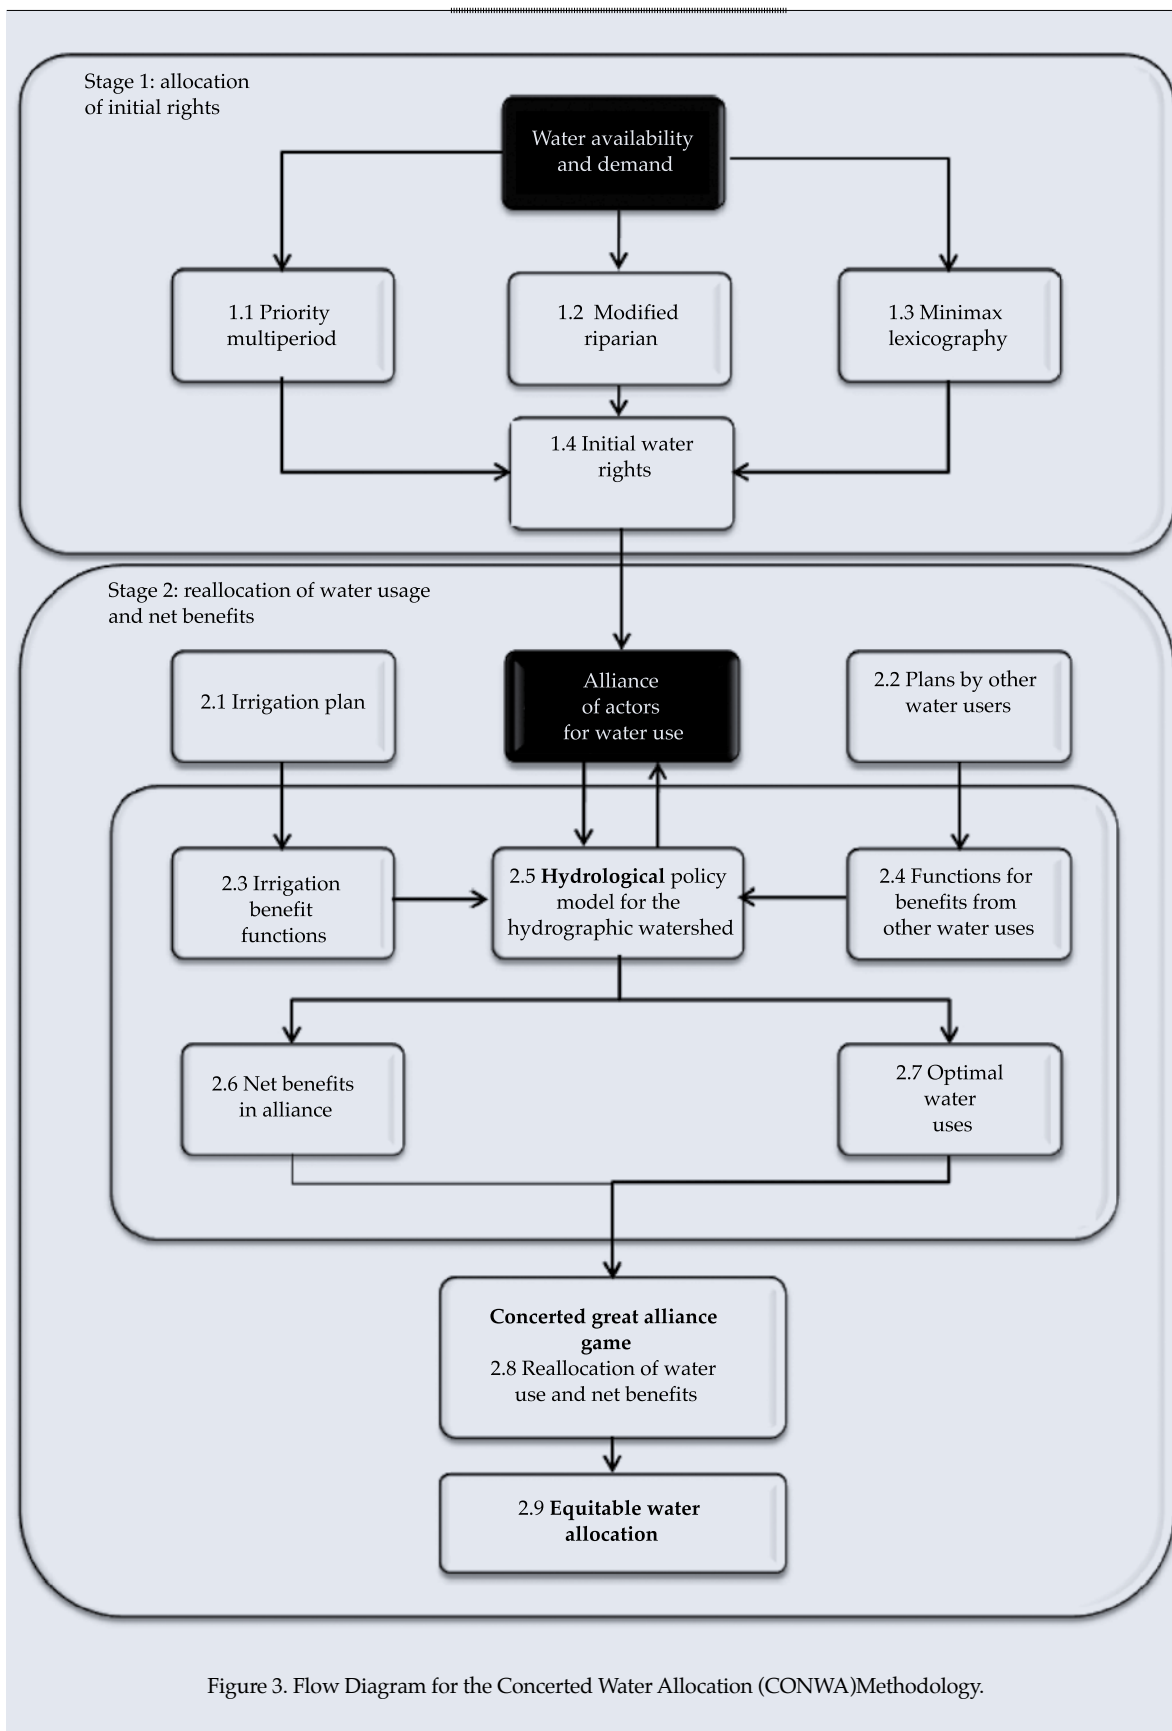 Stage 1: allocation
of initial rights
Water availability
and demand
1.1 Priority
multiperiod
1.2 Modified
riparian
1.3 Minimax
lexicography
1.4 Initial water
rights
Stage 2: reallocation of water usage
and net benefits
2.1 Irrigation plan
Alliance
of actors
for water use
2.2 Plans by other
water users
2.3 Irrigation
benefit
functions
2.5 Hydrological policy
model for the
hydrographic watershed
2.4 Functions for
benefits from
other water uses
2.6 Net benefits
in alliance
2.7 Optimal
water
uses
Concerted great alliance
game
2.8 Reallocation of water
use and net benefits
2.9 Equitable water
allocation
Figure 3. Flow Diagram for the Concerted Water Allocation (CONWA)Methodology.